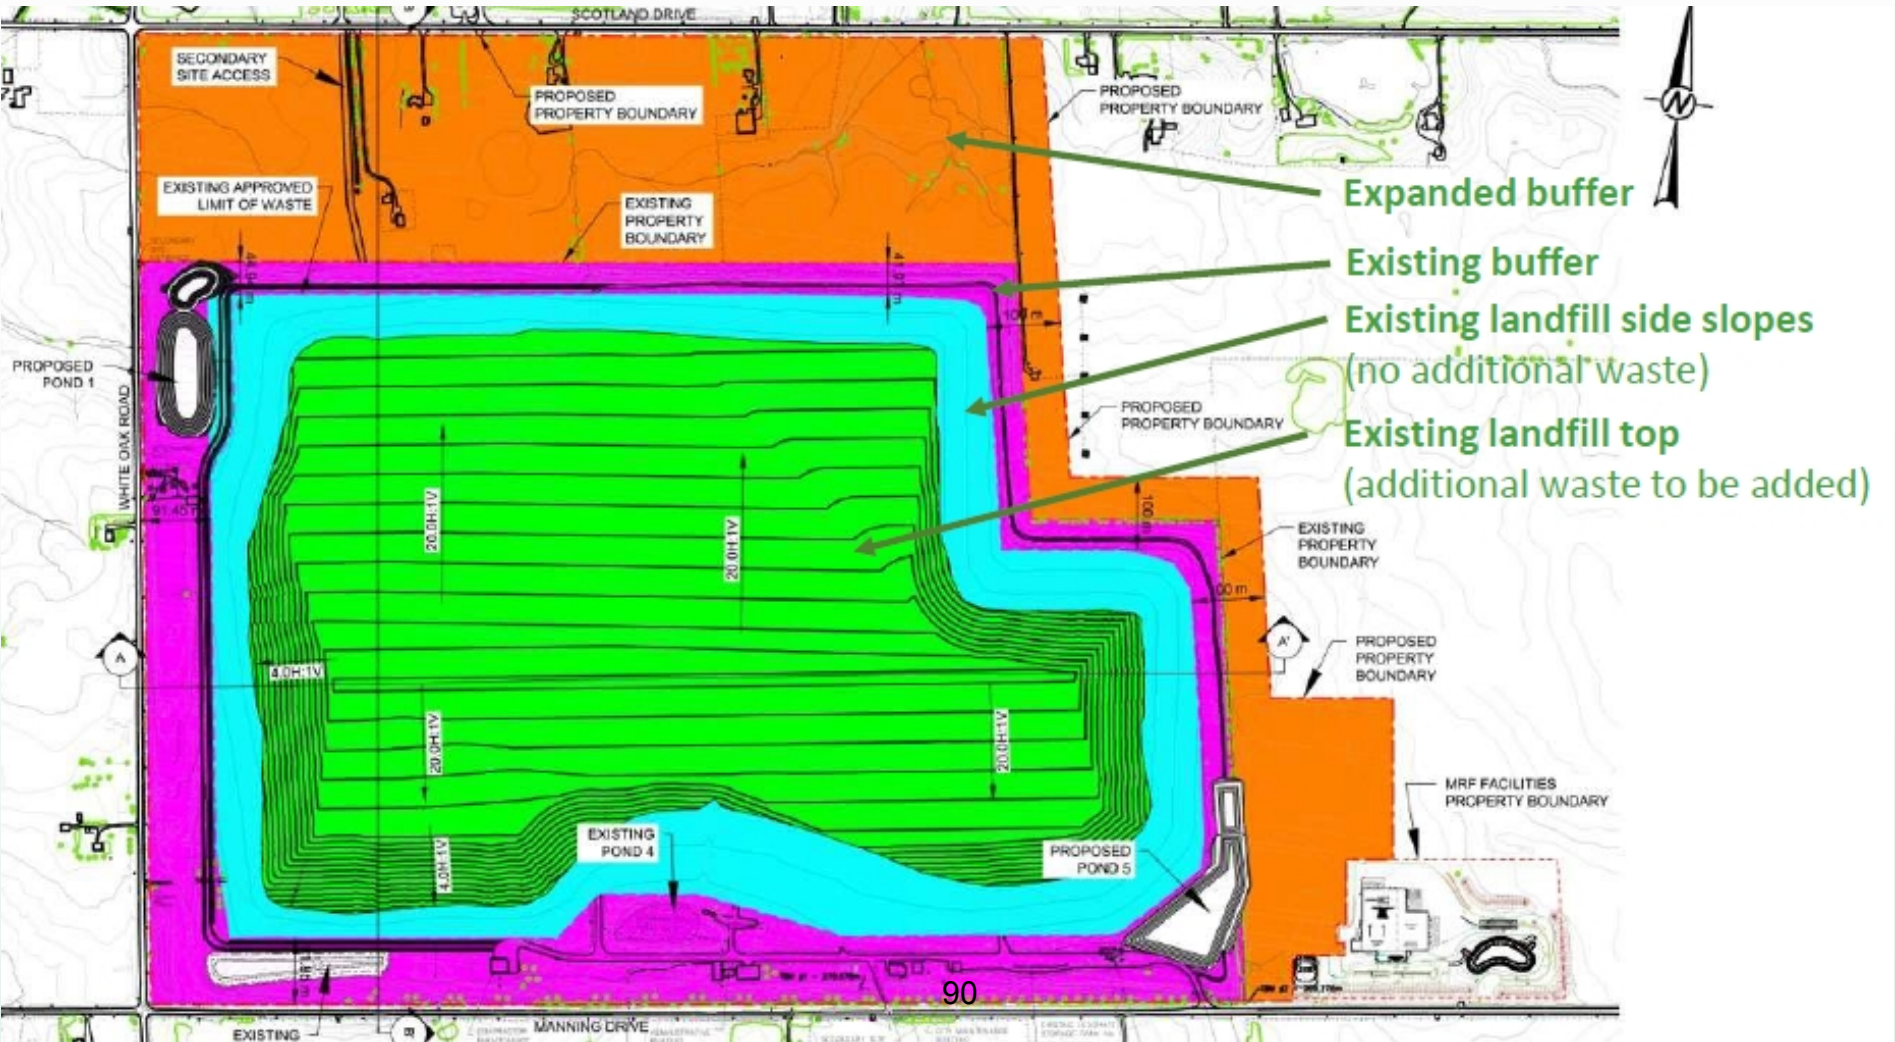 SCOTLAND DRIVE
SECONDARY
SITE ACCESS
PROPOSED
PROPERTY BOUNDARY
PROPOSED
PROPERTY BOUNDARY
N
EXISTING APPROVED
LIMIT OF WASTE
EXISTING
PROPERTY
BOUNDARY
Expanded buffer
Existing buffer
Existing landfill side slopes
(no additional waste)
Existing landfill top
(additional waste to be added)
PROPOSED
POND 1
WHITE OAK ROAD
91.45
PROPOSED
PROPERTY BOUNDARY
100 m
EXISTING
PROPERTY
BOUNDARY
20.0H:1V
20.0H:1V
A
A'
4.0H:1V
PROPOSED
PROPERTY
BOUNDARY
20.0H:1V
20.0H:1V
MRF FACILITIES
PROPERTY BOUNDARY
4.0H:1V
EXISTING
POND 4
PROPOSED
POND 5
90
EXISTING
MANNING DRIVE